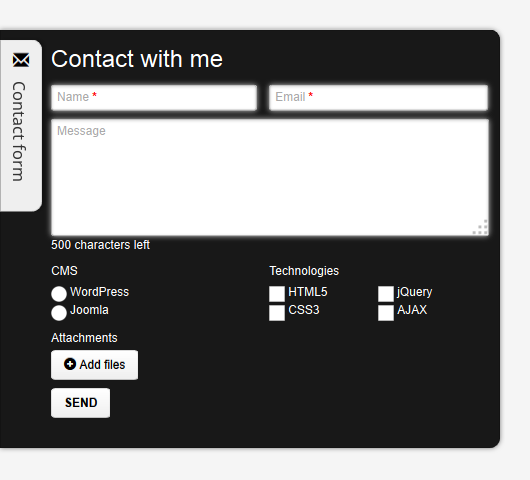 Contact form
Contact with me
Name *
Email *
Message
500 characters left
CMS
WordPress
Joomla
Technologies
HTML5
jQuery
CSS3
AJAX
Attachments
Add files
SEND